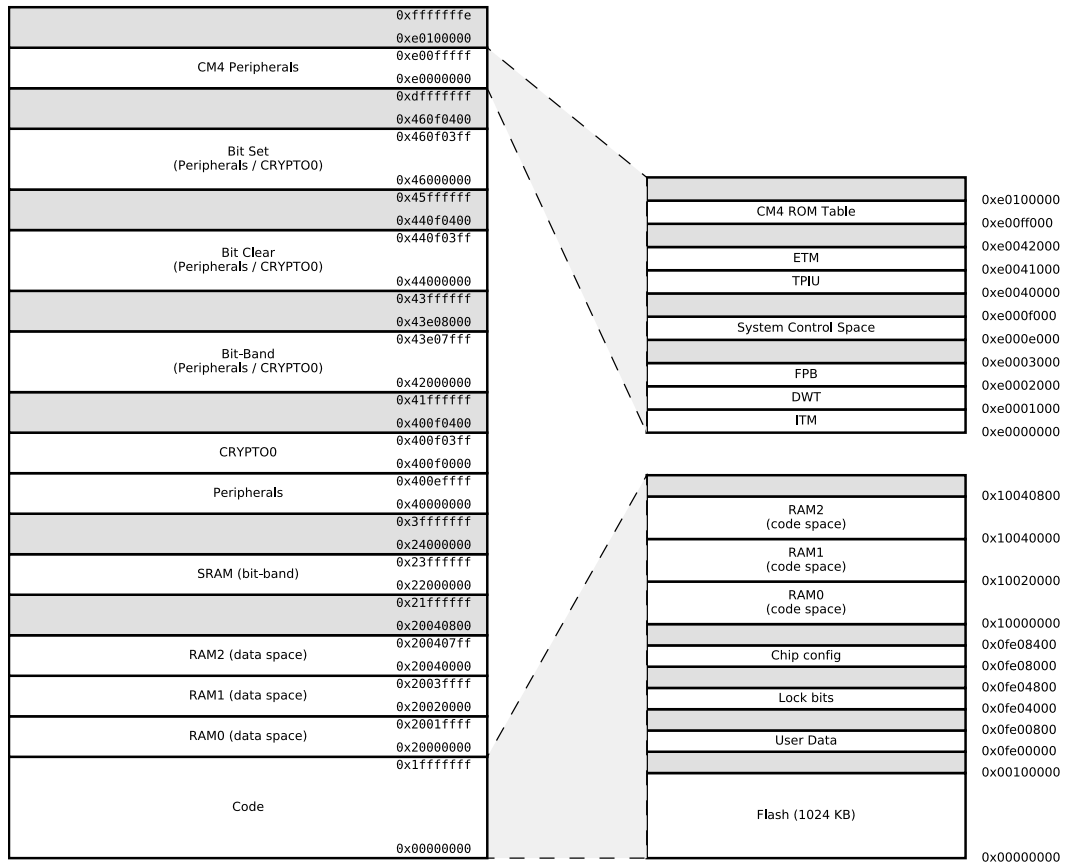 0xfffffffe
0xe0100000
CM4 Peripherals
0xe00fffff
0xe0000000
0xdfffffff
0x460f0400
Bit Set
(Peripherals / CRYPTO0)
0x460f03ff
0x46000000
0x45ffffff
0x440f0400
Bit Clear
(Peripherals / CRYPTO0)
0x440f03ff
0x44000000
0x43ffffff
0x43e08000
Bit-Band
(Peripherals / CRYPTO0)
0x43e07fff
0x42000000
0x41ffffff
0x400f0400
CRYPTO0
0x400f03ff
0x400f0000
Peripherals
0x400effff
0x40000000
0x3fffffff
0x24000000
SRAM (bit-band)
0x23ffffff
0x22000000
0x21ffffff
0x20040800
RAM2 (data space)
0x200407ff
0x20040000
RAM1 (data space)
0x2003ffff
0x20020000
RAM0 (data space)
0x2001ffff
0x20000000
Code
0x1fffffff
0x00000000
0xe0100000
CM4 ROM Table
0xe00ff000
0xe0042000
ETM
0xe0041000
TPIU
0xe0040000
0xe000f000
System Control Space
0xe000e000
0xe0003000
FPB
0xe0002000
DWT
0xe0001000
ITM
0xe0000000
0x10040800
RAM2
(code space)
0x10040000
RAM1
(code space)
0x10020000
RAM0
(code space)
0x10000000
0x0fe08400
Chip config
0x0fe08000
0x0fe04800
Lock bits
0x0fe04000
0x0fe00800
User Data
0x0fe00000
0x00100000
Flash (1024 KB)
0x00000000